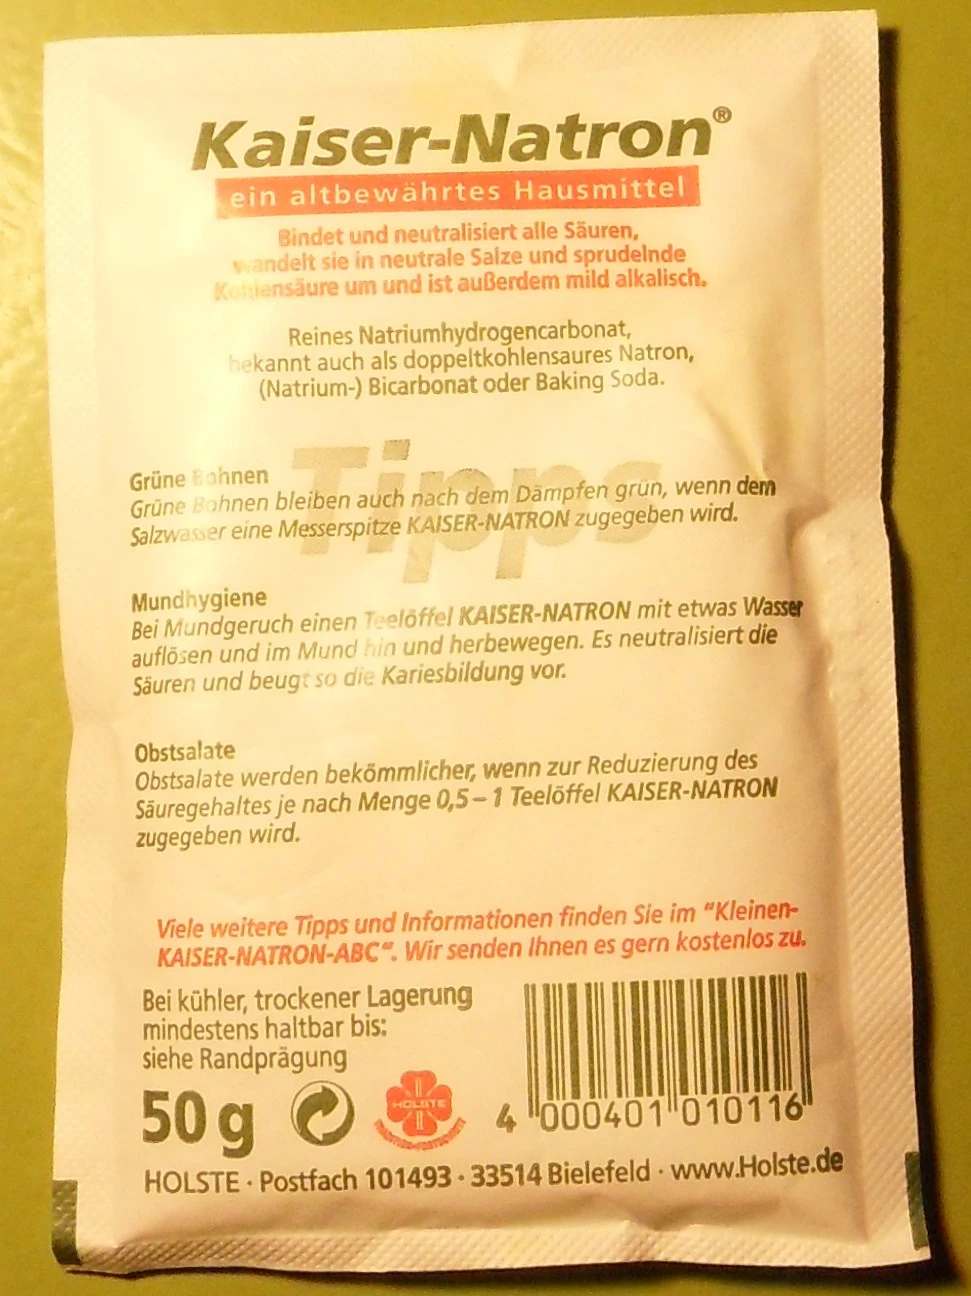 Kaiser-Natron®
ein altbewährtes Hausmittel
Bindet und neutralisiert alle Säuren,
wandelt sie in neutrale Salze und sprudelnde
Kohlensäure um und ist außerdem mild alkalisch.
Reines Natriumhydrogencarbonat,
bekannt auch als doppeltkohlensaures Natron,
(Natrium-) Bicarbonat oder Baking Soda.
Tipps
Grüne Bohnen
Grüne Bohnen bleiben auch nach dem Dämpfen grün, wenn dem
Salzwasser eine Messerspitze KAISER-NATRON zugegeben wird.
Mundhygiene
Bei Mundgeruch einen Teelöffel KAISER-NATRON mit etwas Wasser
auflösen und im Mund hin und herbewegen. Es neutralisiert die
Säuren und beugt so die Kariesbildung vor.
Obstsalate
Obstsalate werden bekömmlicher, wenn zur Reduzierung des
Säuregehaltes je nach Menge 0,5 – 1 Teelöffel KAISER-NATRON
zugegeben wird.
Viele weitere Tipps und Informationen finden Sie im "Kleinen-
KAISER-NATRON-ABC“. Wir senden Ihnen es gern kostenlos zu.
Bei kühler, trockener Lagerung
mindestens haltbar bis:
siehe Randprägung
50 g
HOLSTE
4 000401 010116
HOLSTE · Postfach 101493 · 33514 Bielefeld · www.Holste.de